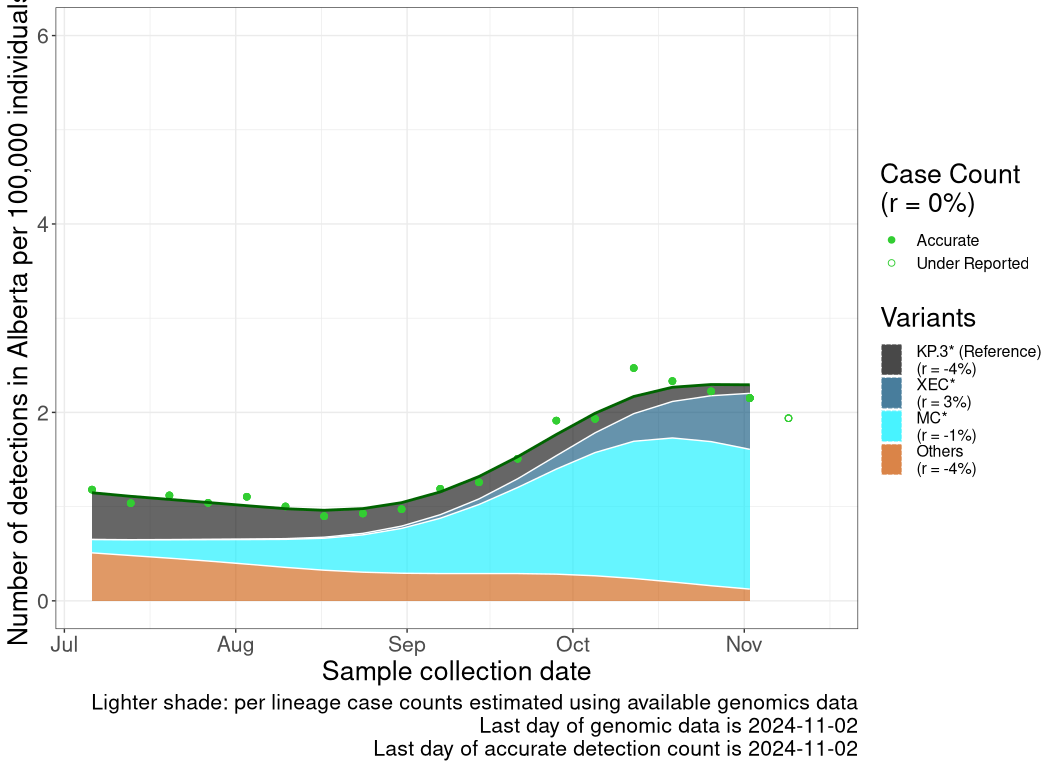 Number of detections in Alberta per 100,000 individuals
6
4
2
0
Jul Aug Sep Oct Nov
Sample collection date
Lighter shade: per lineage case counts estimated using available genomics data
Last day of genomic data is 2024-11-02
Last day of accurate detection count is 2024-11-02
Case Count
(r = 0%)
Accurate
Under Reported
Variants
KP.3* (Reference)
(r = -4%)
XEC*
(r = 3%)
MC*
(r = -1%)
Others
(r = -4%)